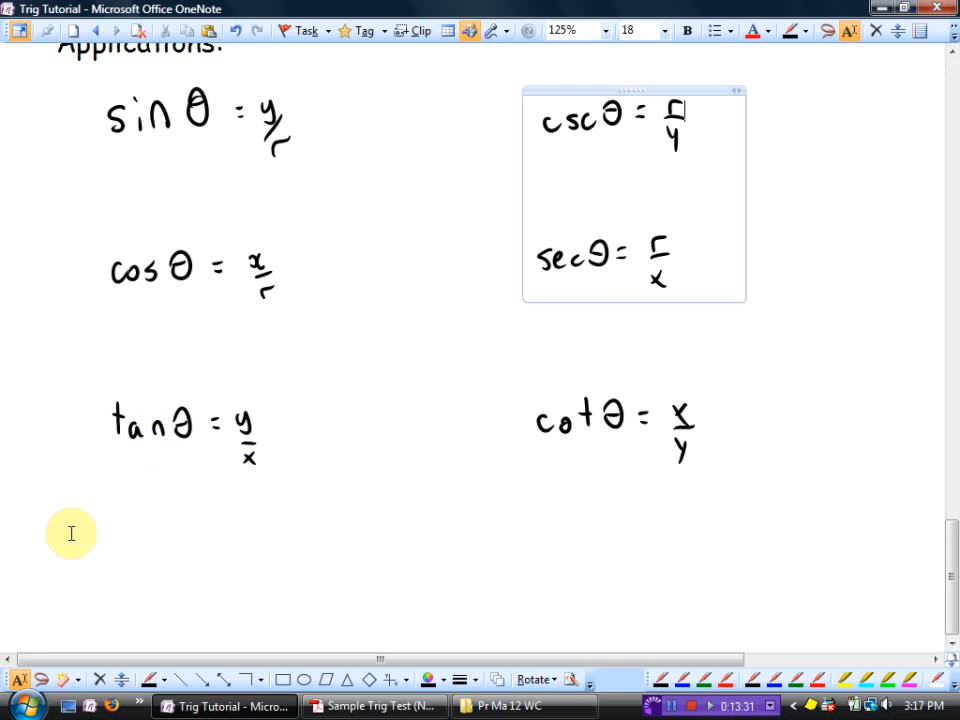 Trig Tutorial - Microsoft Office OneNote
Task
Tag
Clip
125%
18
B
A
A
Applications:
sin θ = y/r
csc θ = r/y
cos θ = x/r
sec θ = r/x
tan θ = y/x
cot θ = x/y
A
Rotate
Trig Tutorial - Micro...
Sample Trig Test (N...
Pr Ma 12 WC
0:13:31
3:17 PM